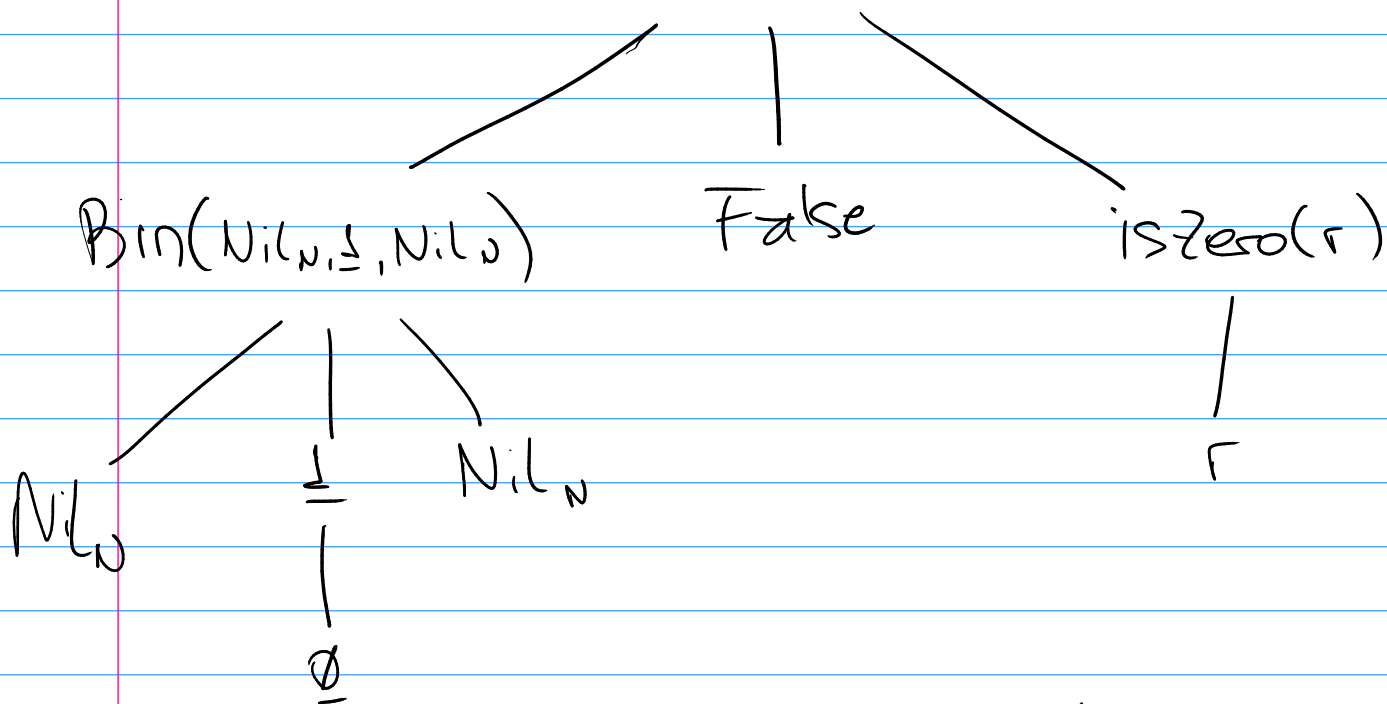 Bin(Nil_N, 1, Nil_N) False isZero(r)
Nil_N 1 Nil_N r
0